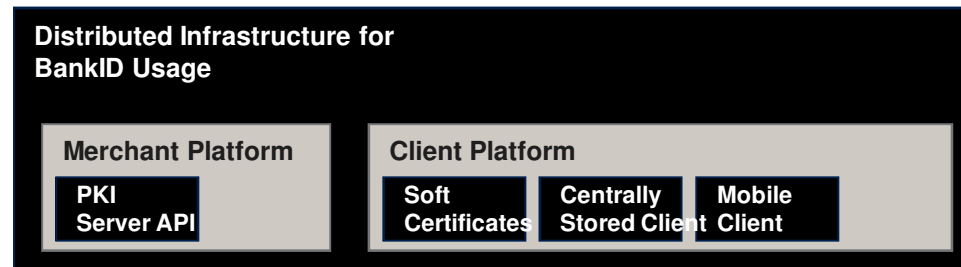 Distributed Infrastructure for
BankID Usage
Merchant Platform
PKI
Server API
Client Platform
Soft
Certificates
Centrally
Stored Client
Mobile
Client